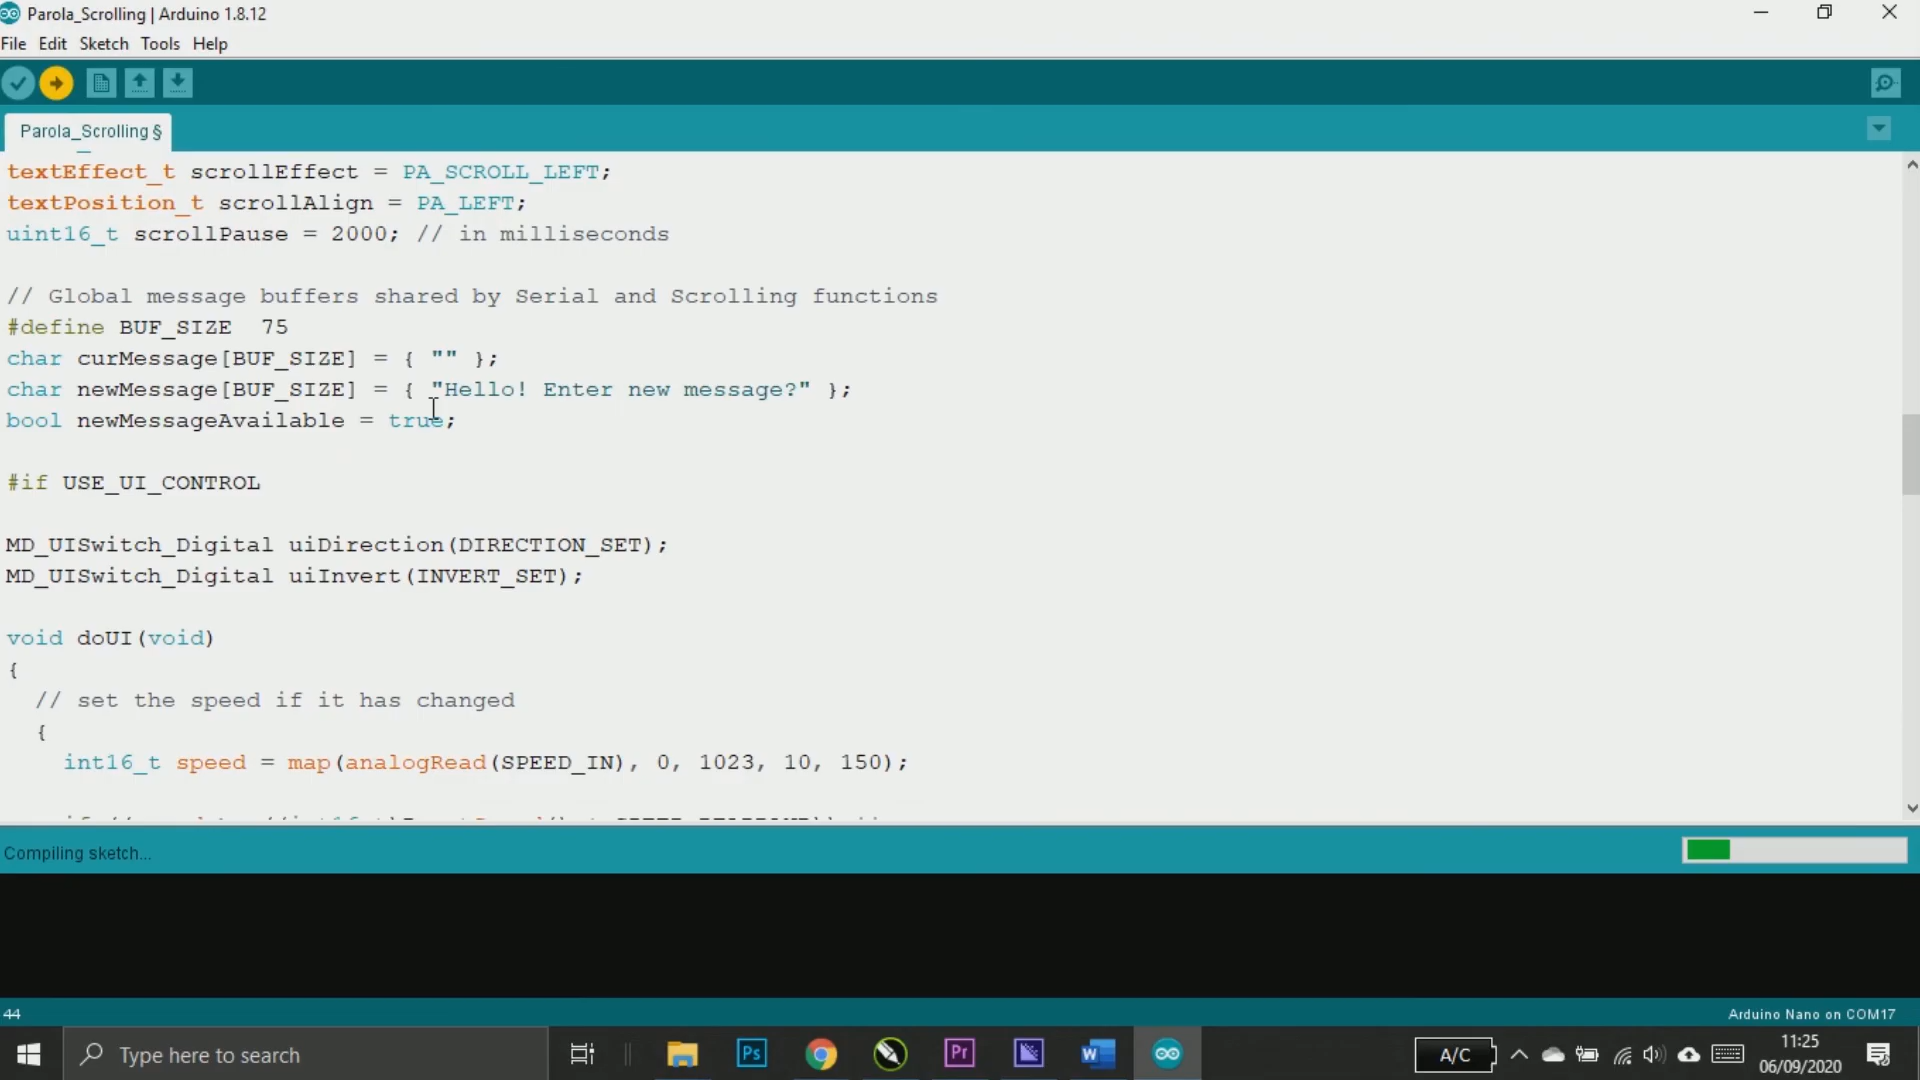 Parola_Scrolling | Arduino 1.8.12
File Edit Sketch Tools Help
Parola_Scrolling §
textEffect_t scrollEffect = PA_SCROLL_LEFT;
textPosition_t scrollAlign = PA_LEFT;
uint16_t scrollPause = 2000; // in milliseconds
// Global message buffers shared by Serial and Scrolling functions
#define BUF_SIZE  75
char curMessage[BUF_SIZE] = { "" };
char newMessage[BUF_SIZE] = { "Hello! Enter new message?" };
bool newMessageAvailable = true;
#if USE_UI_CONTROL
MD_UISwitch_Digital uiDirection(DIRECTION_SET);
MD_UISwitch_Digital uiInvert(INVERT_SET);
void doUI(void)
{
// set the speed if it has changed
{
int16_t speed = map(analogRead(SPEED_IN), 0, 1023, 10, 150);
Compiling sketch...
44
Arduino Nano on COM17
Type here to search
Ps
Pr
W
A/C
11:25
06/09/2020